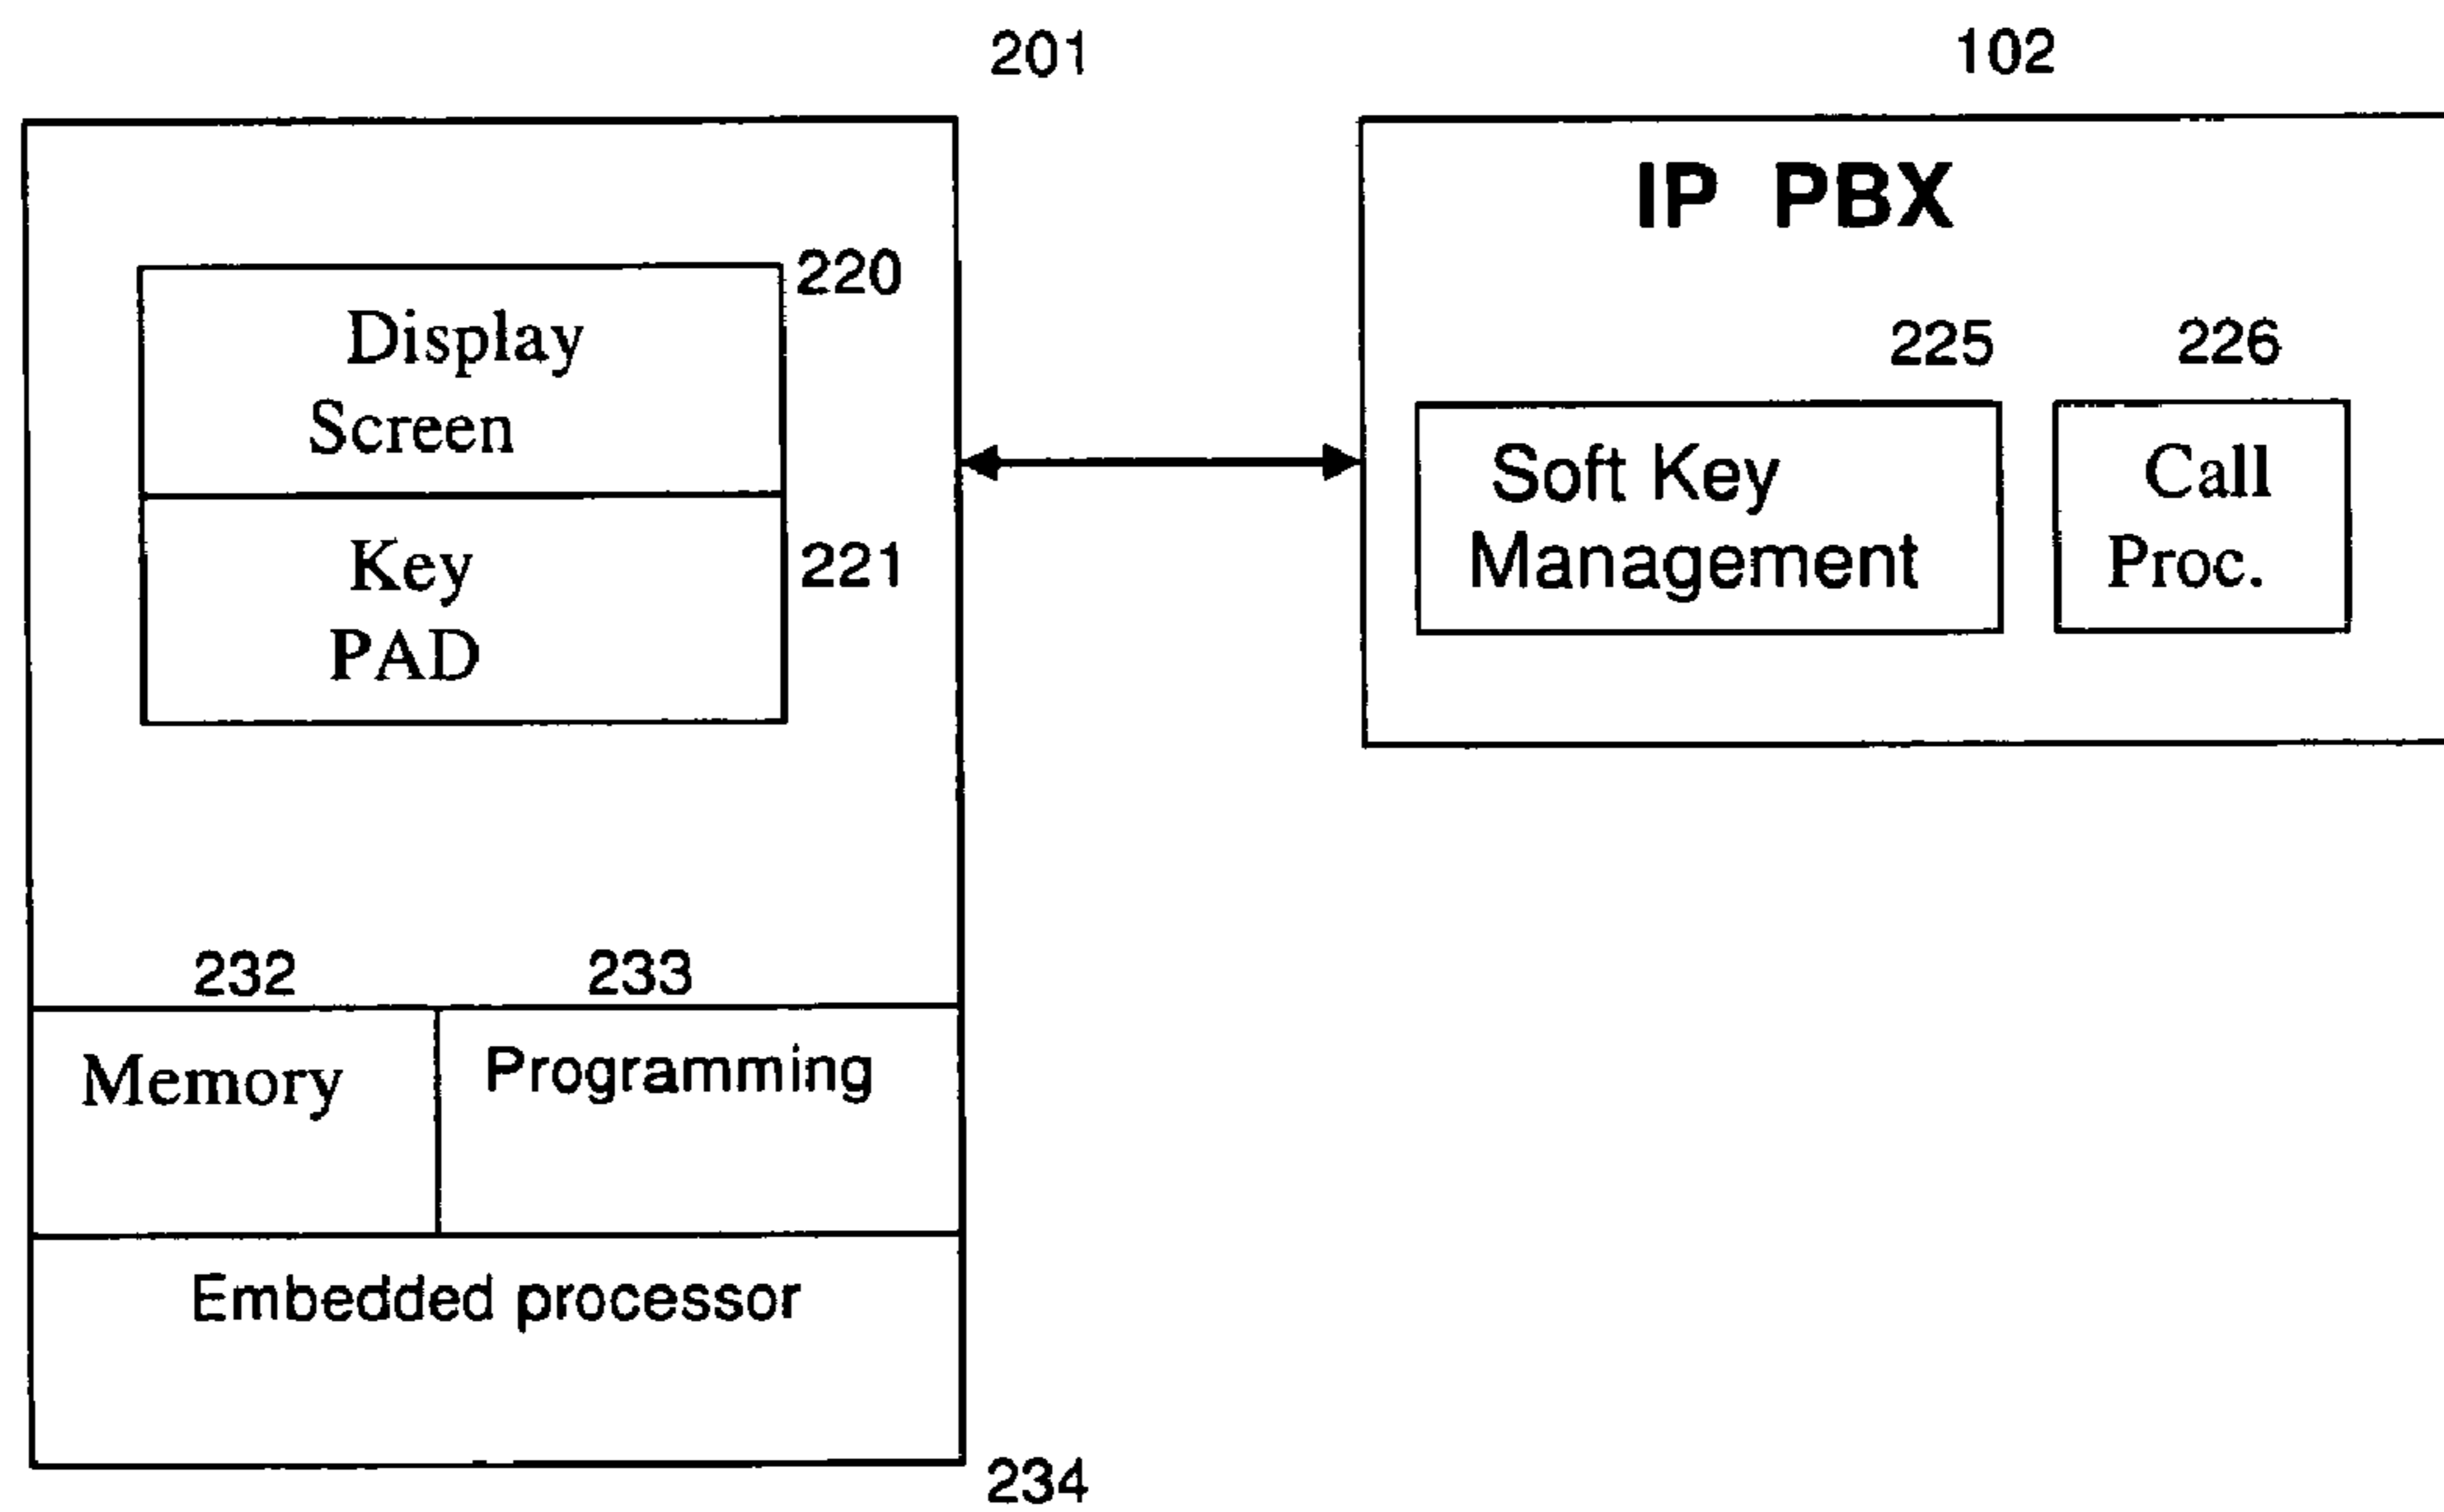 201
102
IP PBX
220
Display
Screen
225
226
Soft Key
Management
Call
Proc.
221
Key
PAD
232
233
Memory
Programming
Embedded processor
234